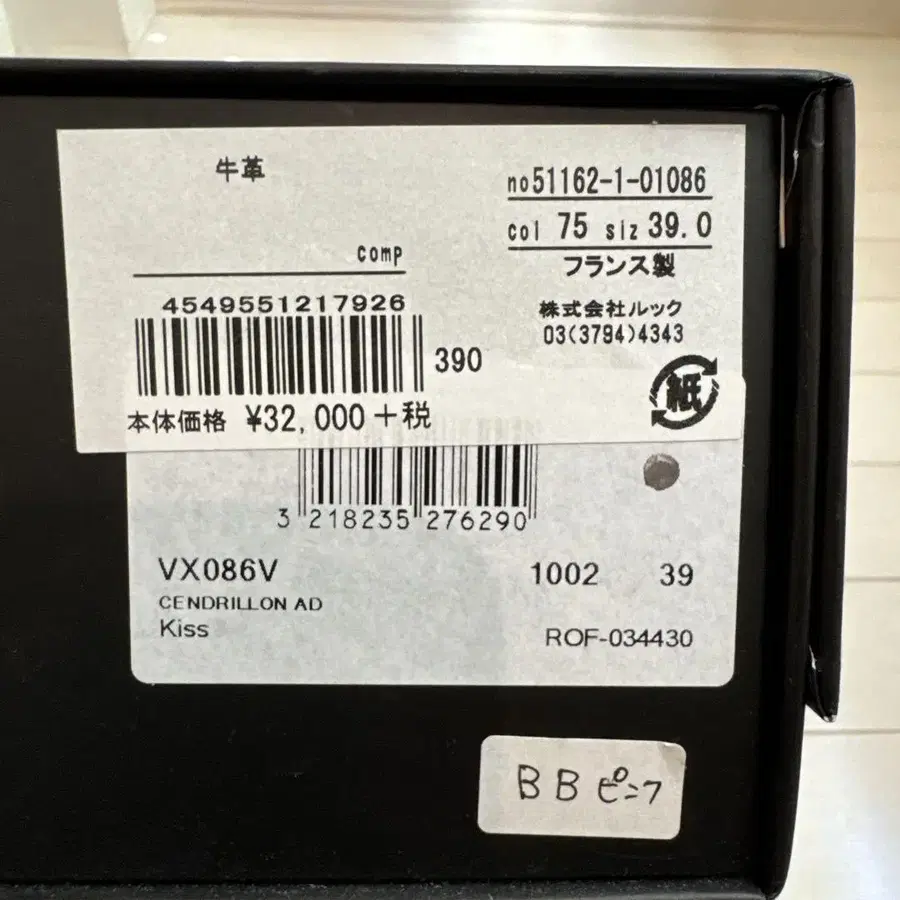 牛革
comp
4549551217926
390
本体価格 ¥32,000+税
no51162-1-01086
col 75 siz 39.0
フランス製
株式会社ルック
03(3794)4343
紙
3 218235 276290
VX086V 1002 39
CENDRILLON AD
Kiss ROF-034430
BBピンク